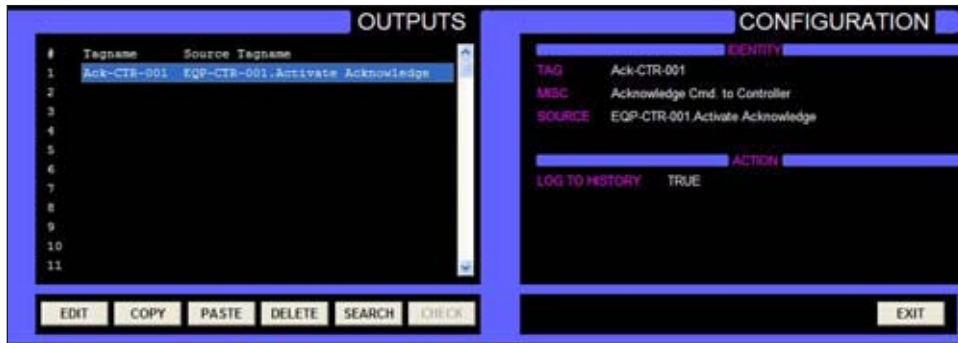 OUTPUTS
# Tagname Source Tagname
1 Ack-CTR-001 EQP-CTR-001.Activate Acknowledge
2
3
4
5
6
7
8
9
10
11
EDIT COPY PASTE DELETE SEARCH CHECK
CONFIGURATION
IDENTITY
TAG Ack-CTR-001
MISC Acknowledge Cmd. to Controller
SOURCE EQP-CTR-001.Activate Acknowledge
ACTION
LOG TO HISTORY TRUE
EXIT